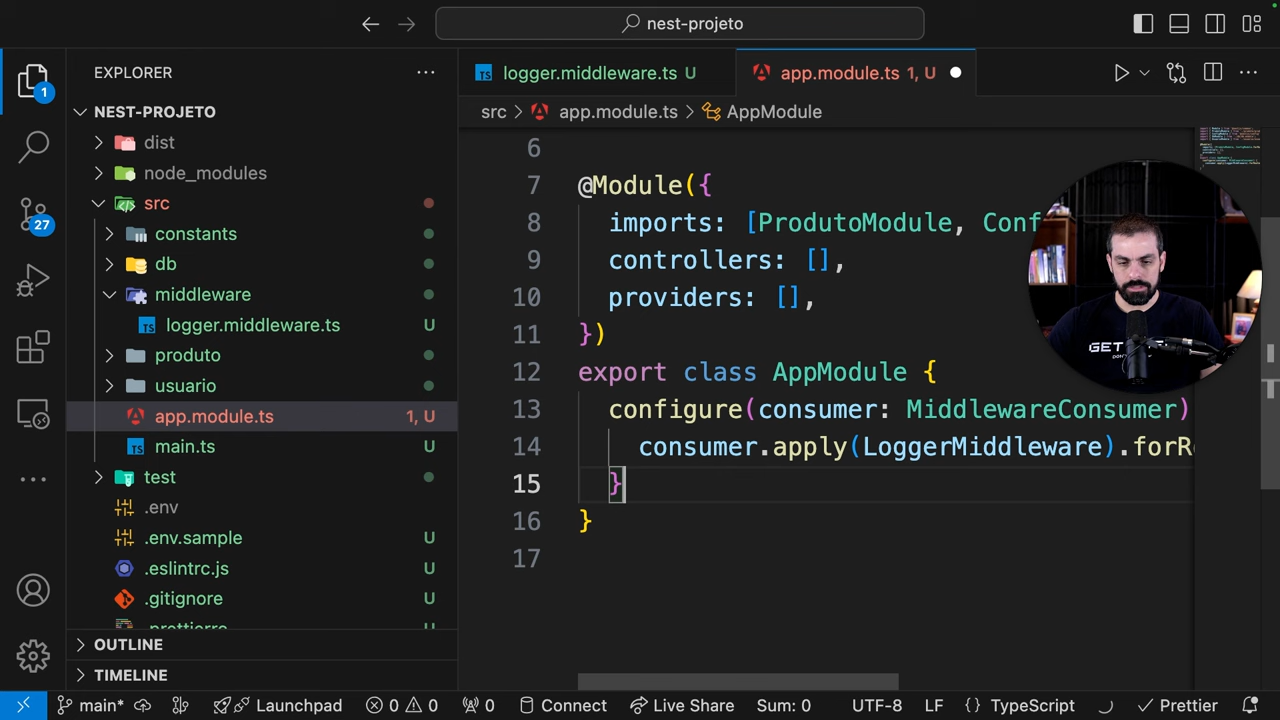 nest-projeto
EXPLORER
NEST-PROJETO
dist
node_modules
src
constants
db
middleware
logger.middleware.ts U
produto
usuario
app.module.ts 1, U
main.ts U
test
.env
.env.sample U
.eslintrc.js U
.gitignore U
OUTLINE
TIMELINE
1
27
logger.middleware.ts U
app.module.ts 1, U
src > app.module.ts > AppModule
6
7 @Module({
8 imports: [ProdutoModule, Conf
9 controllers: [],
10 providers: [],
11 })
12 export class AppModule {
13 configure(consumer: MiddlewareConsumer)
14 consumer.apply(LoggerMiddleware).forR
15 }
16 }
17
GET
main* Launchpad 0 0 0 Connect Live Share Sum: 0 UTF-8 LF {} TypeScript Prettier